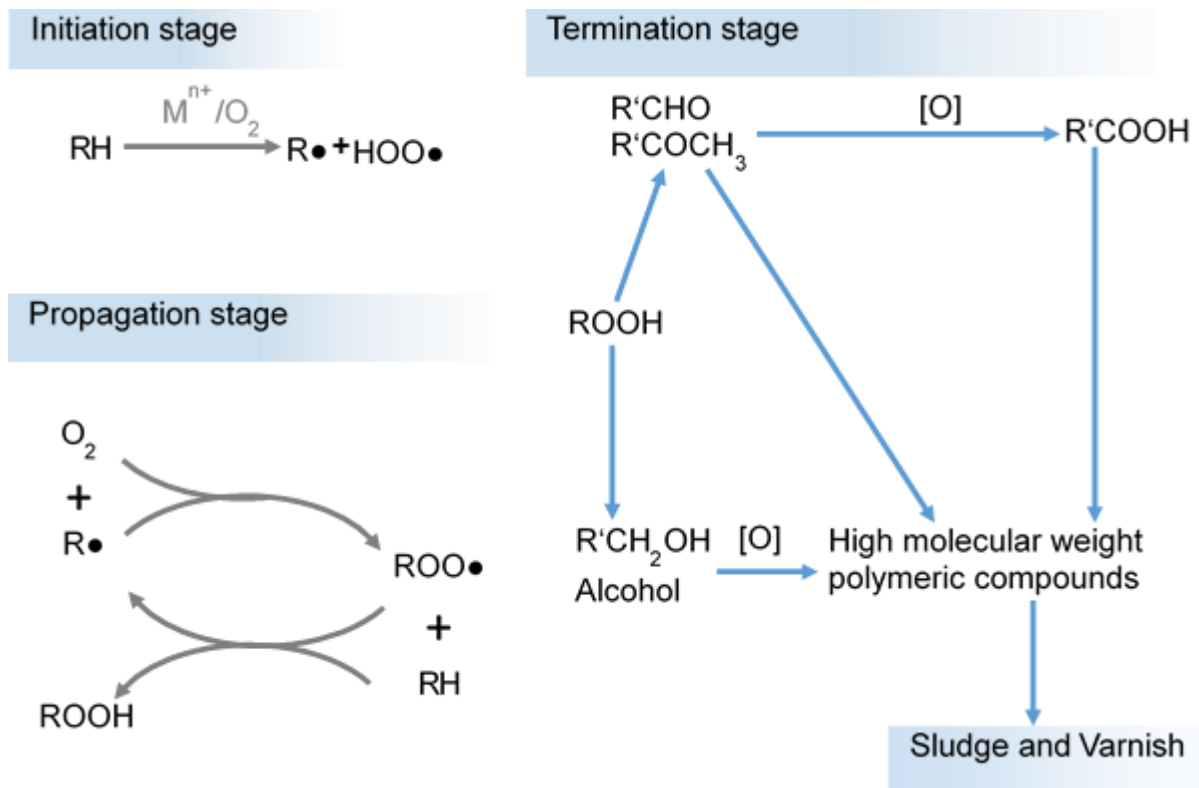 Initiation stage
Mⁿ⁺/O₂
RH
R●+HOO●
Propagation stage
O₂
+
R●
ROO●
+
RH
ROOH
Termination stage
R‘CHO
R‘COCH₃
[O]
R‘COOH
ROOH
R‘CH₂OH
Alcohol
[O]
High molecular weight
polymeric compounds
Sludge and Varnish